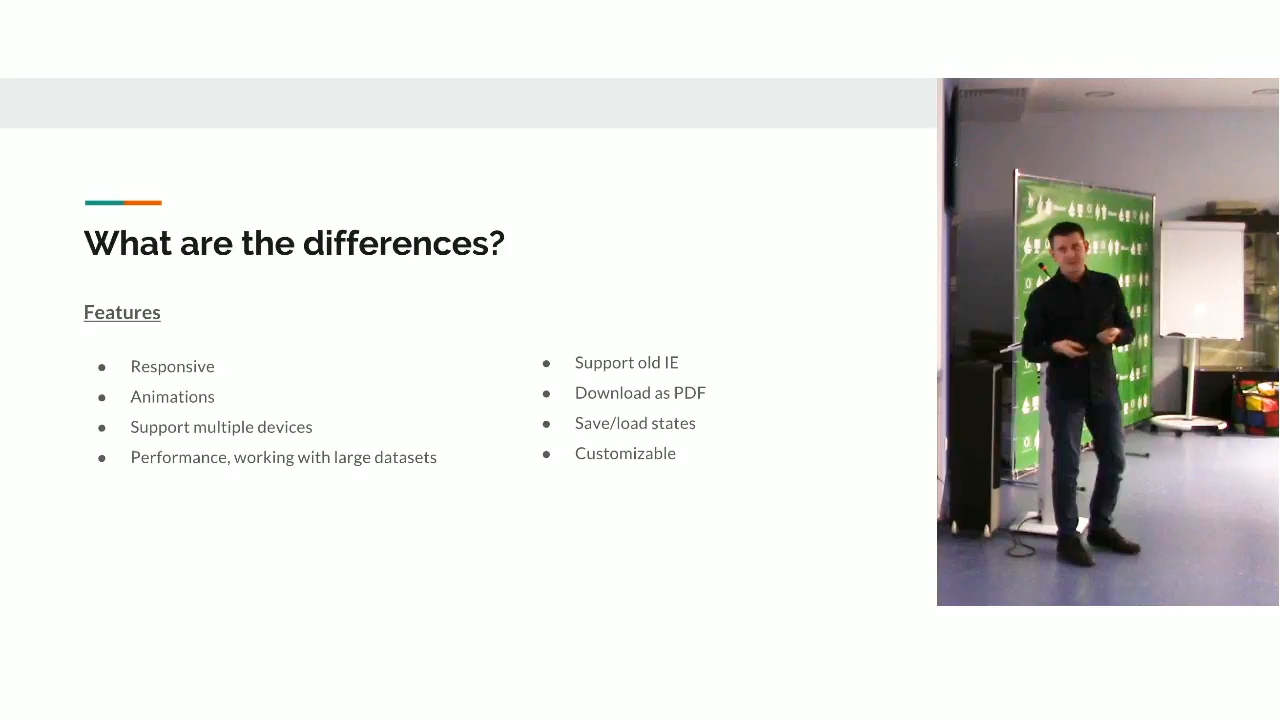 What are the differences?
Features
● Responsive
● Animations
● Support multiple devices
● Performance, working with large datasets
● Support old IE
● Download as PDF
● Save/load states
● Customizable